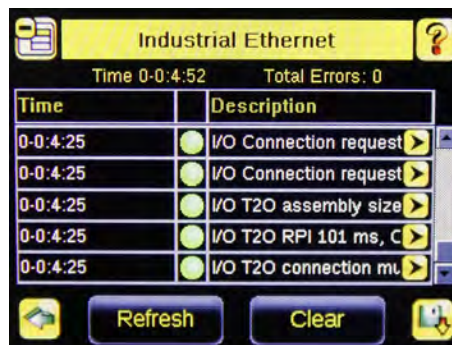 Industrial Ethernet
?
Time 0-0:4:52 Total Errors: 0
Time Description
0-0:4:25 I/O Connection request
0-0:4:25 I/O Connection request
0-0:4:25 I/O T2O assembly size
0-0:4:25 I/O T2O RPI 101 ms, C
0-0:4:25 I/O T2O connection mu
Refresh Clear